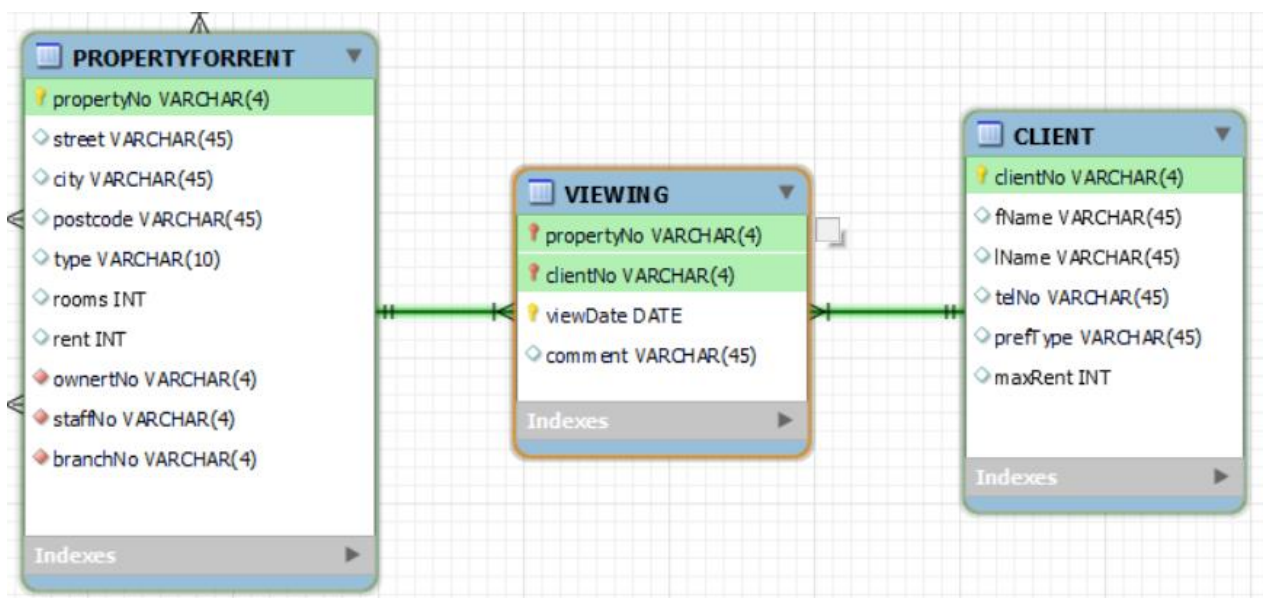 PROPERTYFORRENT
propertyNo VARCHAR(4)
street VARCHAR(45)
city VARCHAR(45)
postcode VARCHAR(45)
type VARCHAR(10)
rooms INT
rent INT
ownertNo VARCHAR(4)
staffNo VARCHAR(4)
branchNo VARCHAR(4)
Indexes
VIEWING
propertyNo VARCHAR(4)
clientNo VARCHAR(4)
viewDate DATE
comment VARCHAR(45)
Indexes
CLIENT
clientNo VARCHAR(4)
fName VARCHAR(45)
lName VARCHAR(45)
telNo VARCHAR(45)
prefType VARCHAR(45)
maxRent INT
Indexes